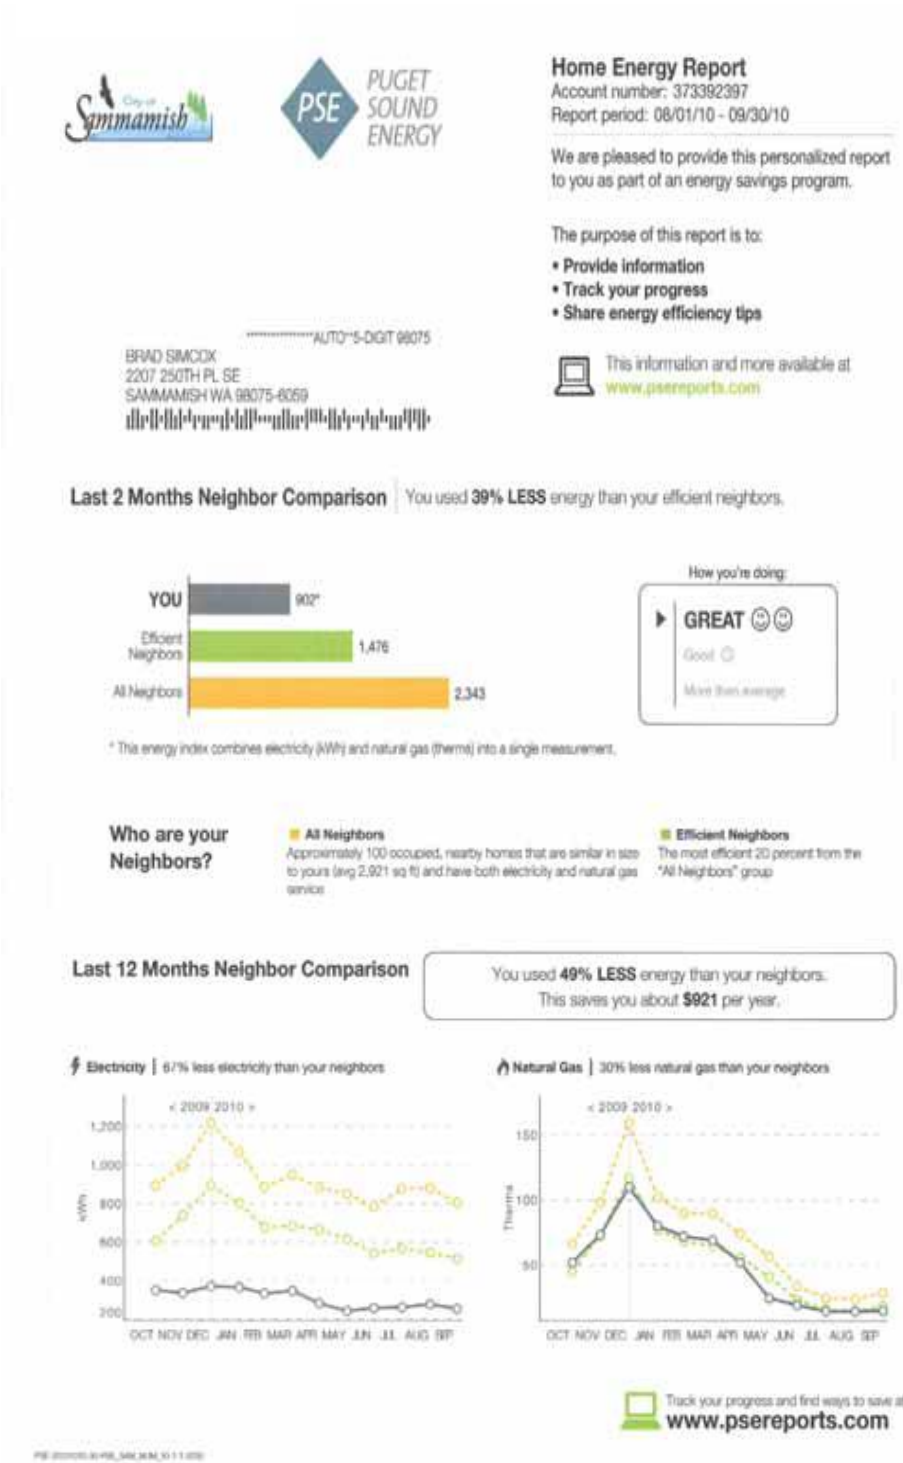 City of
Sammamish
PSE
PUGET
SOUND
ENERGY
Home Energy Report
Account number: 373392397
Report period: 08/01/10 - 09/30/10
We are pleased to provide this personalized report
to you as part of an energy savings program.
The purpose of this report is to:
• Provide information
• Track your progress
• Share energy efficiency tips
AUTO**5-DIGIT 98075
BRAD SIMCOX
2207 250TH PL SE
SAMMAMISH WA 98075-6059
This information and more available at
www.psereports.com
Last 2 Months Neighbor Comparison | You used 39% LESS energy than your efficient neighbors.
How you're doing:
YOU 902*
Efficient
Neighbors 1,476
All Neighbors 2,343
GREAT
Good
More than average
* This energy index combines electricity (kWh) and natural gas (therms) into a single measurement.
Who are your
Neighbors?
All Neighbors
Approximately 100 occupied, nearby homes that are similar in size
to yours (avg 2,921 sq ft) and have both electricity and natural gas
service
Efficient Neighbors
The most efficient 20 percent from the
"All Neighbors" group
Last 12 Months Neighbor Comparison
You used 49% LESS energy than your neighbors.
This saves you about $921 per year.
Electricity | 67% less electricity than your neighbors
< 2009 2010 >
1,200
1,000
800
600
400
200
kWh
OCT NOV DEC JAN FEB MAR APR MAY JUN JUL AUG SEP
Natural Gas | 30% less natural gas than your neighbors
< 2009 2010 >
150
100
50
Therms
OCT NOV DEC JAN FEB MAR APR MAY JUN JUL AUG SEP
Track your progress and find ways to save at
www.psereports.com